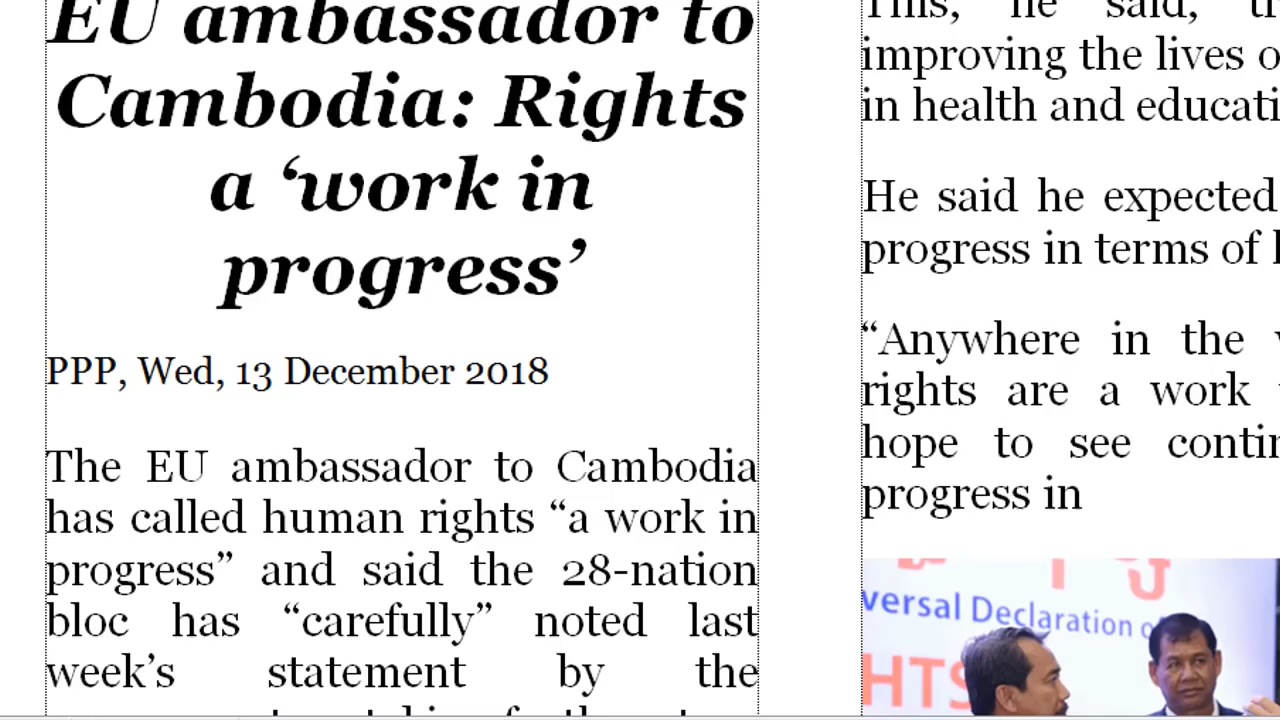 EU ambassador to
Cambodia: Rights
a ‘work in
progress’
PPP, Wed, 13 December 2018
The EU ambassador to Cambodia
has called human rights “a work in
progress” and said the 28-nation
bloc has “carefully” noted last
week’s statement by the
This, he said,
improving the lives
in health and
He said he expected
progress in terms of
“Anywhere in the
rights are a work
hope to see
progress in
versal Declaration
HTS